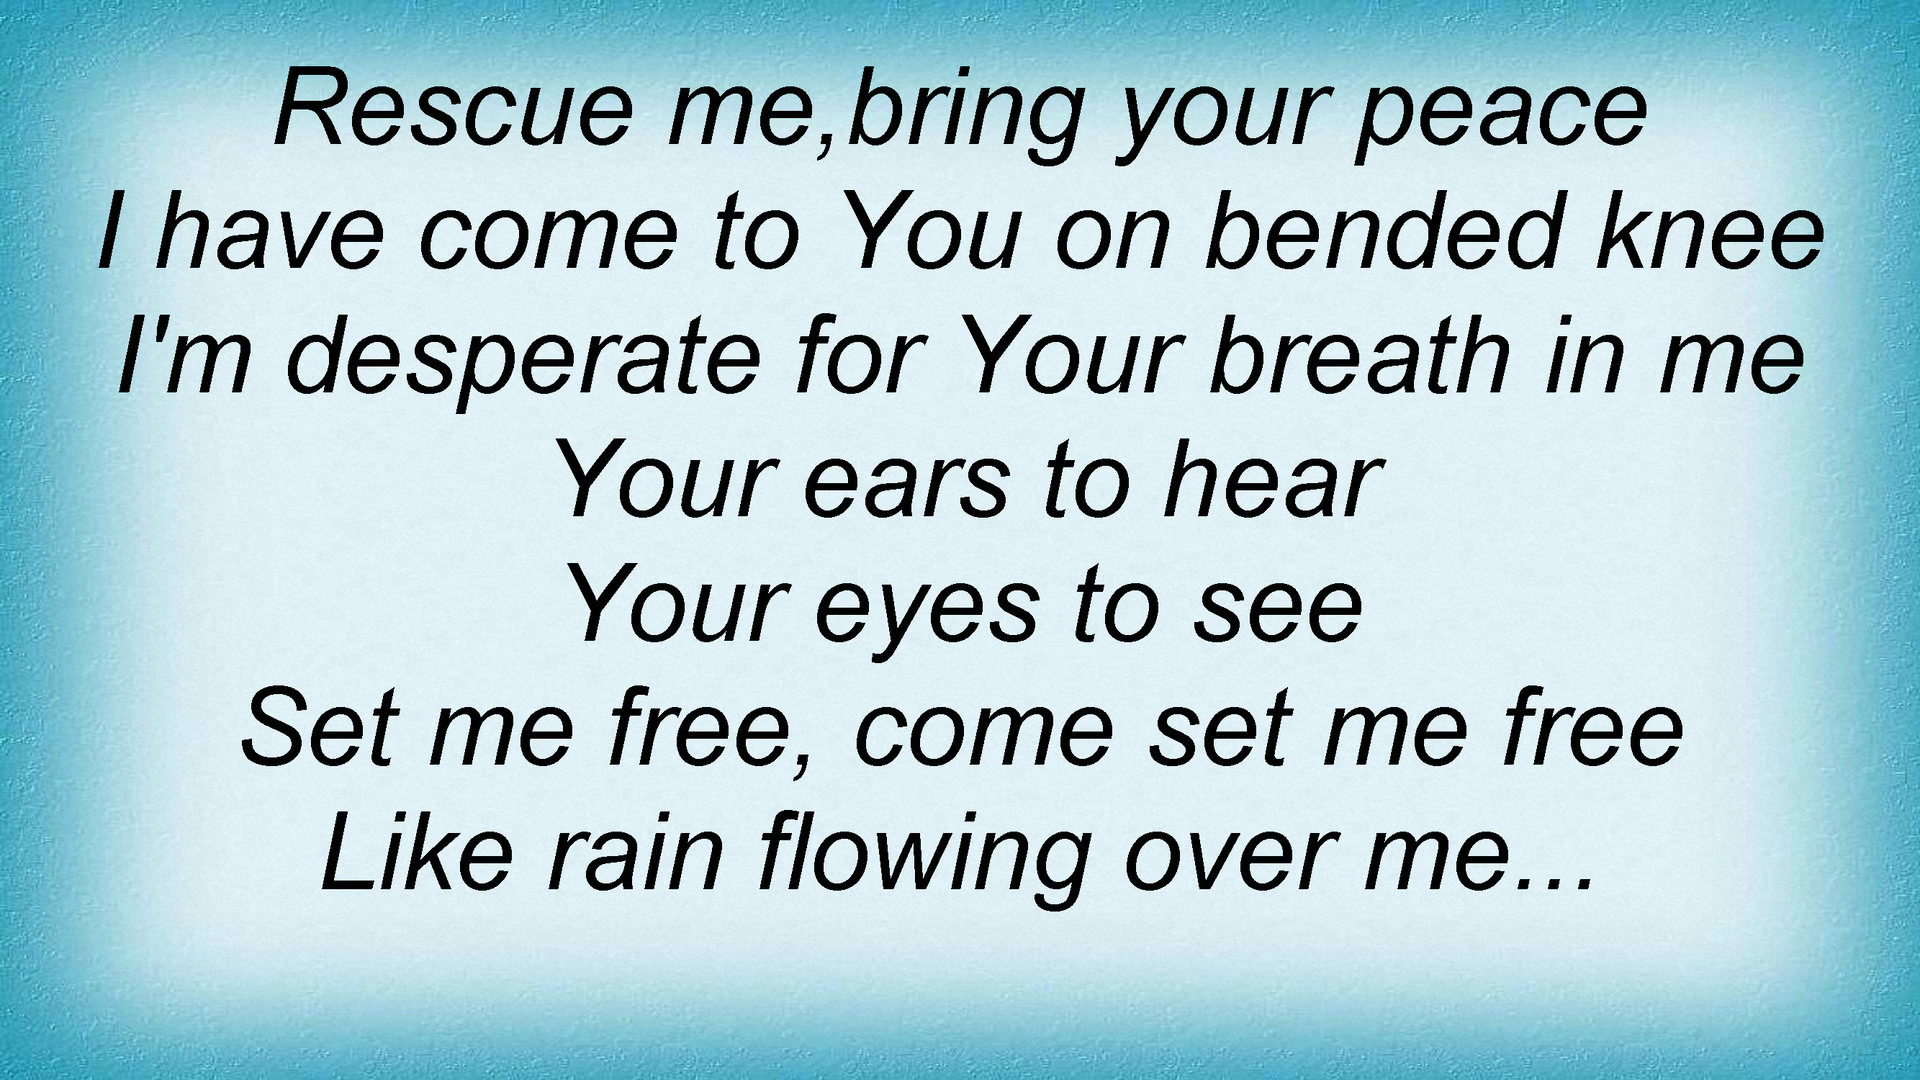 Rescue me,bring your peace
I have come to You on bended knee
I'm desperate for Your breath in me
Your ears to hear
Your eyes to see
Set me free, come set me free
Like rain flowing over me...